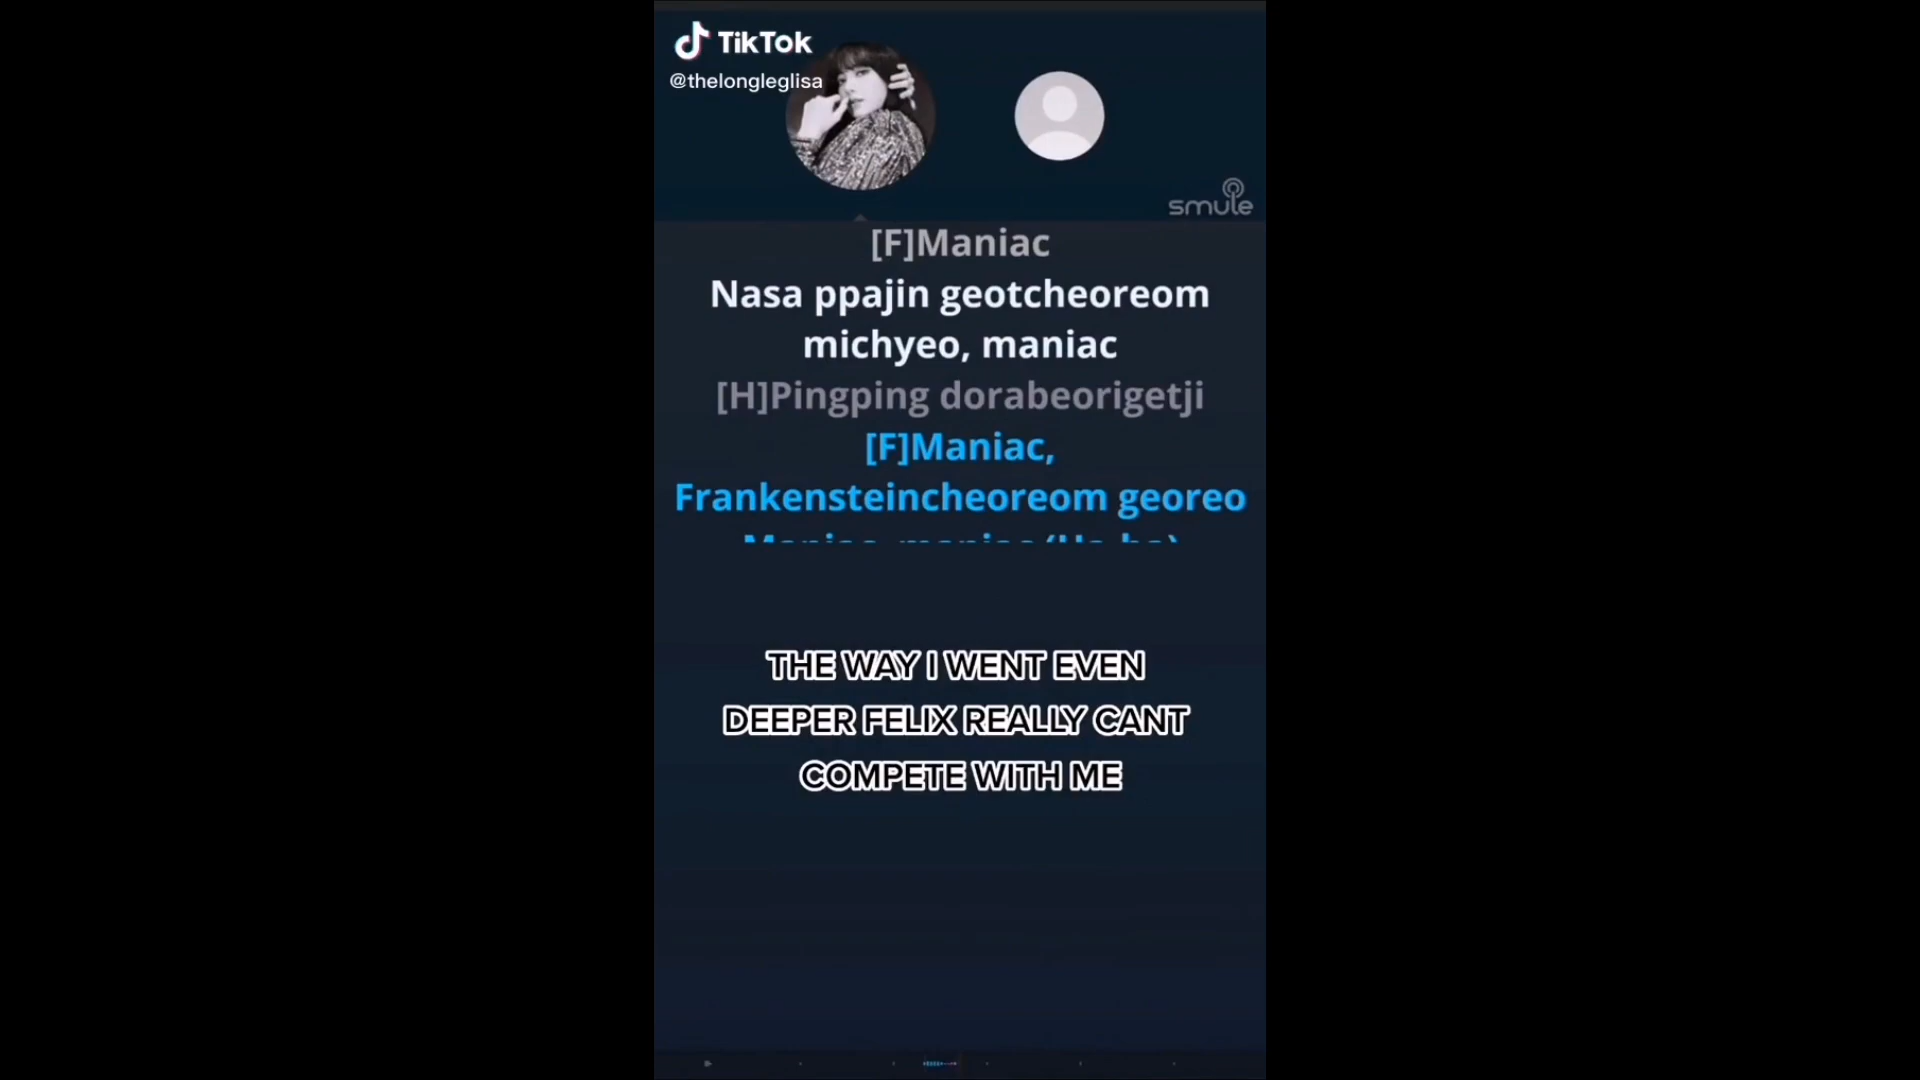 TikTok
@thelongleglisa
smule
[F]Maniac
Nasa ppajin geotcheoreom
michyeo, maniac
[H]Pingping dorabeorigetji
[F]Maniac,
Frankensteincheoreom georeo
THE WAY I WENT EVEN
DEEPER FELIX REALLY CANT
COMPETE WITH ME